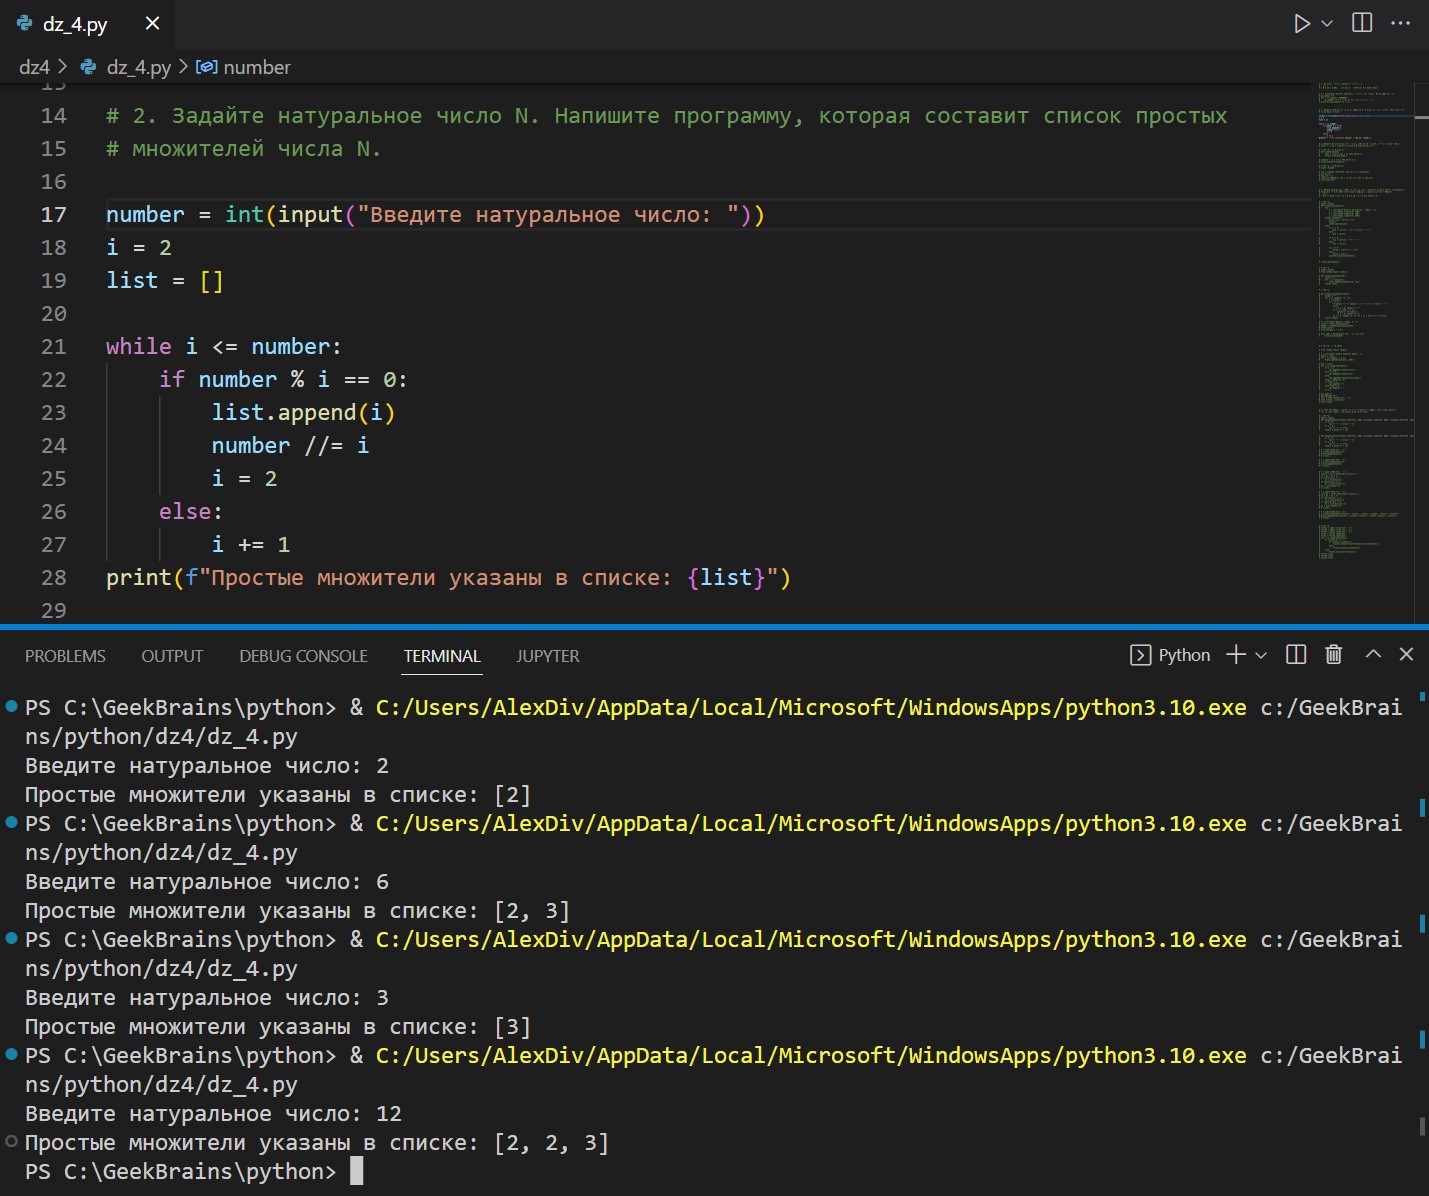 dz_4.py
dz4 > dz_4.py > number
13
14 # 2. Задайте натуральное число N. Напишите программу, которая составит список простых
15 # множителей числа N.
16
17 number = int(input("Введите натуральное число: "))
18 i = 2
19 list = []
20
21 while i <= number:
22     if number % i == 0:
23         list.append(i)
24         number //= i
25         i = 2
26     else:
27         i += 1
28 print(f"Простые множители указаны в списке: {list}")
29
PROBLEMS OUTPUT DEBUG CONSOLE TERMINAL JUPYTER Python
PS C:\GeekBrains\python> & C:/Users/AlexDiv/AppData/Local/Microsoft/WindowsApps/python3.10.exe c:/GeekBrai
ns/python/dz4/dz_4.py
Введите натуральное число: 2
Простые множители указаны в списке: [2]
PS C:\GeekBrains\python> & C:/Users/AlexDiv/AppData/Local/Microsoft/WindowsApps/python3.10.exe c:/GeekBrai
ns/python/dz4/dz_4.py
Введите натуральное число: 6
Простые множители указаны в списке: [2, 3]
PS C:\GeekBrains\python> & C:/Users/AlexDiv/AppData/Local/Microsoft/WindowsApps/python3.10.exe c:/GeekBrai
ns/python/dz4/dz_4.py
Введите натуральное число: 3
Простые множители указаны в списке: [3]
PS C:\GeekBrains\python> & C:/Users/AlexDiv/AppData/Local/Microsoft/WindowsApps/python3.10.exe c:/GeekBrai
ns/python/dz4/dz_4.py
Введите натуральное число: 12
Простые множители указаны в списке: [2, 2, 3]
PS C:\GeekBrains\python>